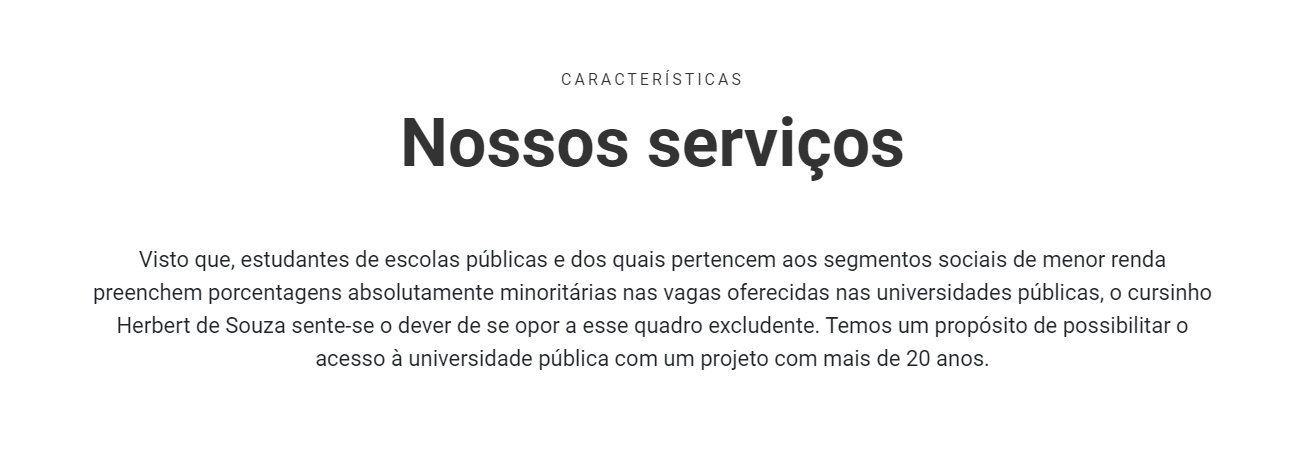 CARACTERÍSTICAS
Nossos serviços
Visto que, estudantes de escolas públicas e dos quais pertencem aos segmentos sociais de menor renda
preenchem porcentagens absolutamente minoritárias nas vagas oferecidas nas universidades públicas, o cursinho
Herbert de Souza sente-se o dever de se opor a esse quadro excludente. Temos um propósito de possibilitar o
acesso à universidade pública com um projeto com mais de 20 anos.